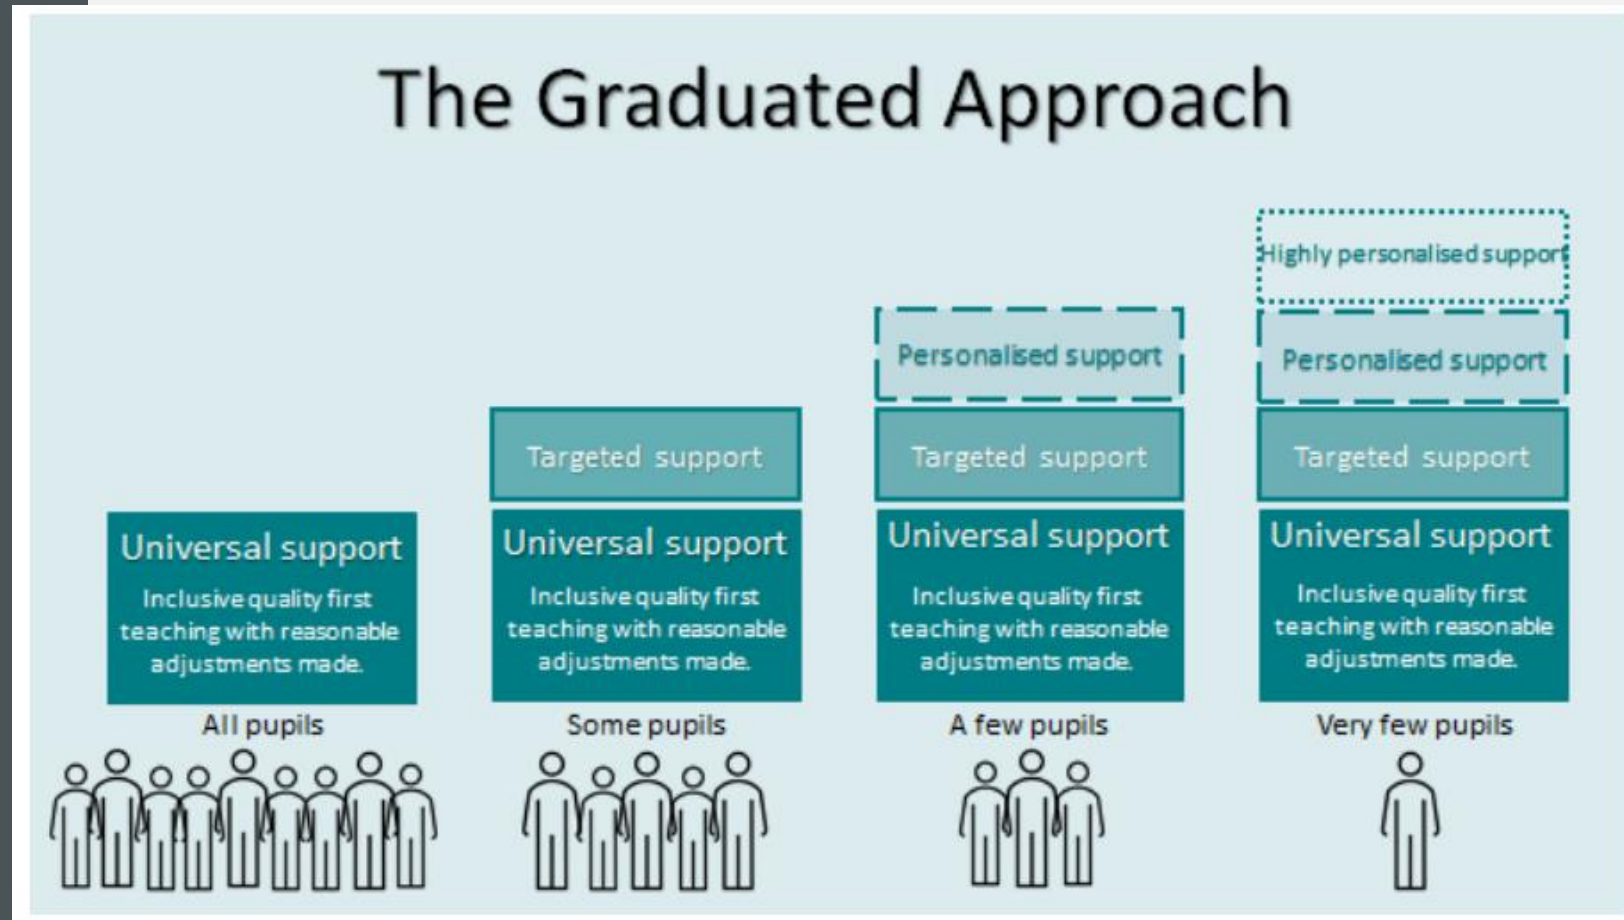 The Graduated Approach
Universal support
Inclusive quality first
teaching with reasonable
adjustments made.
All pupils
Targeted support
Universal support
Inclusive quality first
teaching with reasonable
adjustments made.
Some pupils
Personalised support
Targeted support
Universal support
Inclusive quality first
teaching with reasonable
adjustments made.
A few pupils
Highly personalised support
Personalised support
Targeted support
Universal support
Inclusive quality first
teaching with reasonable
adjustments made.
Very few pupils